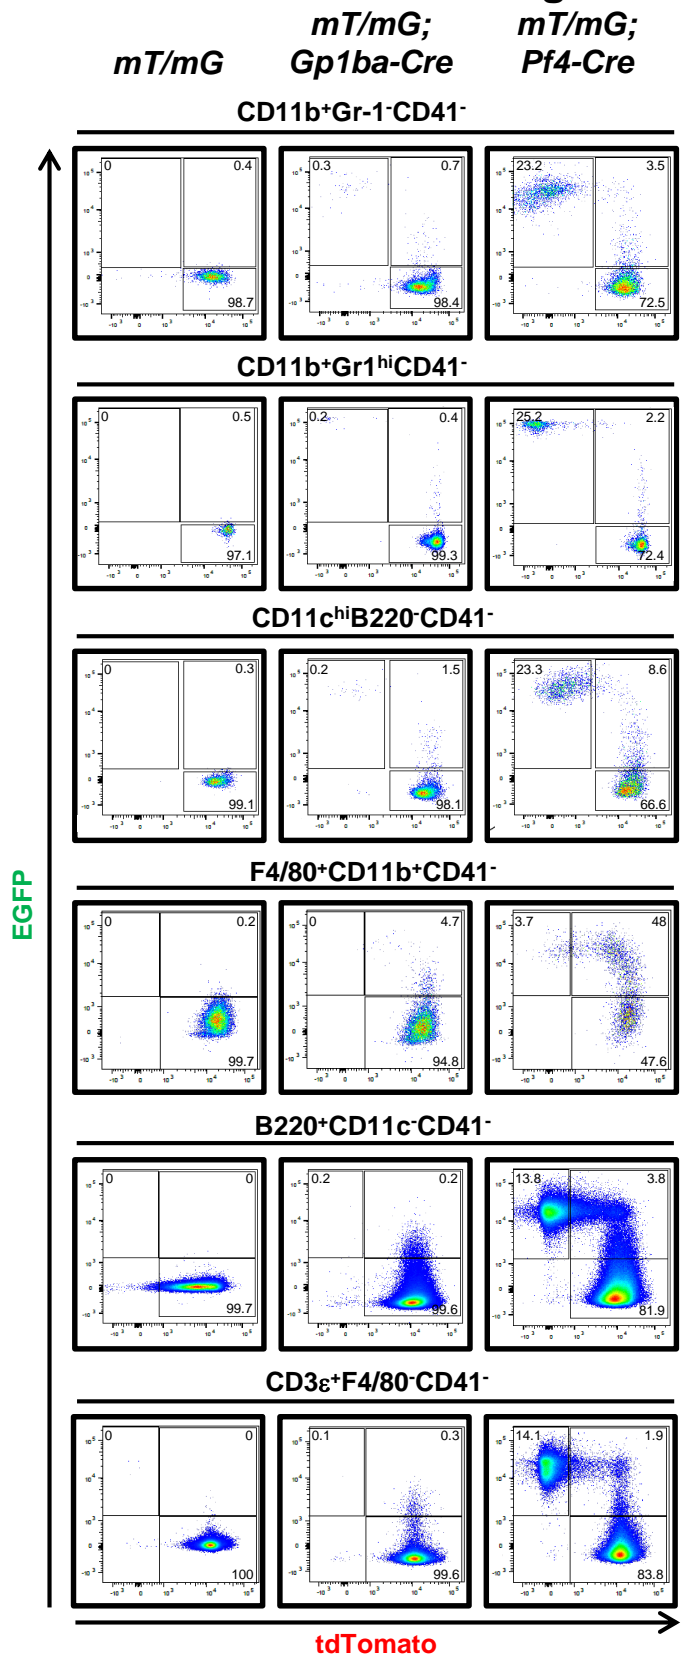 g
mT/mG
mT/mG;
Gp1ba-Cre
mT/mG;
Pf4-Cre
CD11b+Gr-1-CD41-
0 0.4 98.7
0.3 0.7 98.4
23.2 3.5 72.5
CD11b+Gr1hiCD41-
0 0.5 97.1
0.2 0.4 99.3
25.2 2.2 72.4
CD11chiB220-CD41-
0 0.3 99.1
0.2 1.5 98.1
23.3 8.6 66.6
F4/80+CD11b+CD41-
0 0.2 99.7
0 4.7 94.8
3.7 48 47.6
B220+CD11c-CD41-
0 0 99.7
0.2 0.2 99.6
13.8 3.8 81.9
CD3ε+F4/80-CD41-
0 0 100
0.1 0.3 99.6
14.1 1.9 83.8
EGFP
tdTomato